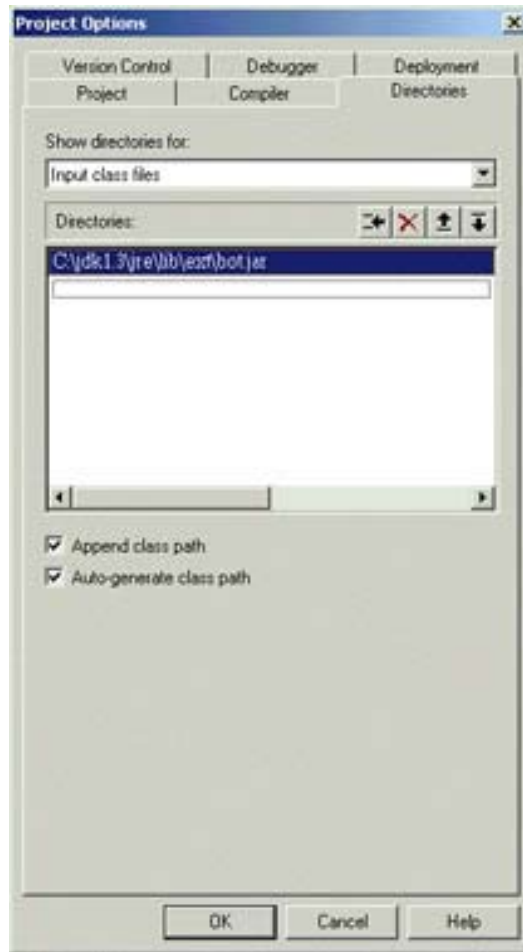 Project Options
Version Control Debugger Deployment
Project Compiler Directories
Show directories for:
Input class files
Directories:
C:\jdk1.3\jre\lib\ext\bot.jar
Append class path
Auto-generate class path
OK Cancel Help